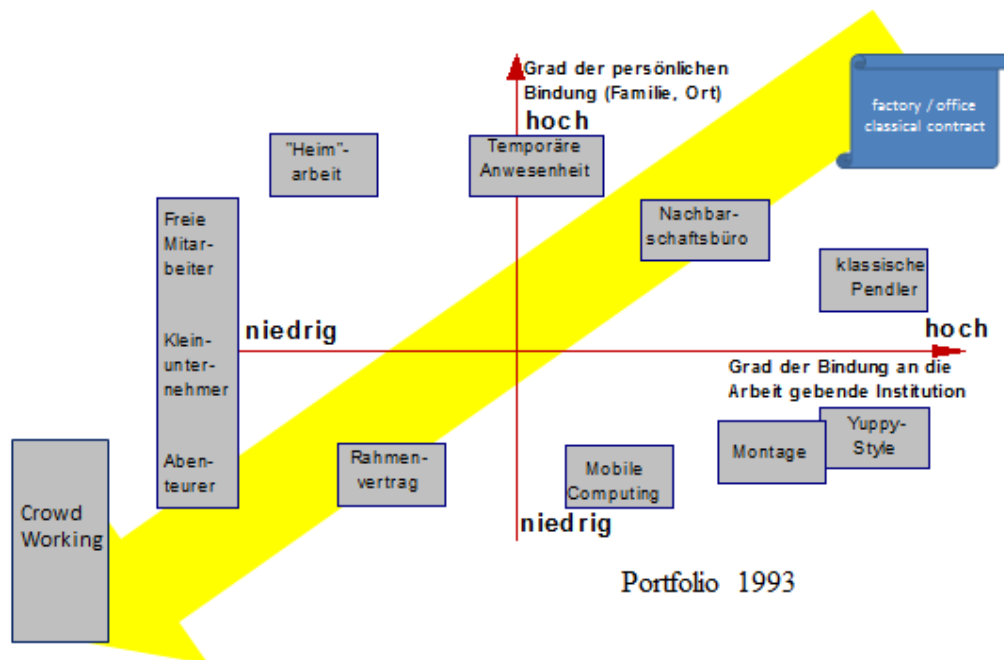 Grad der persönlichen
Bindung (Familie, Ort)
hoch
factory / office
classical contract
"Heim"-
arbeit
Temporäre
Anwesenheit
Freie
Mitar-
beiter
Nachbar-
schaftsbüro
klassische
Pendler
niedrig
hoch
Klein-
unter-
nehmer
Grad der Bindung an die
Arbeit gebende Institution
Yuppy-
Style
Montage
Aben-
teurer
Rahmen-
vertrag
Mobile
Computing
Crowd
Working
niedrig
Portfolio 1993